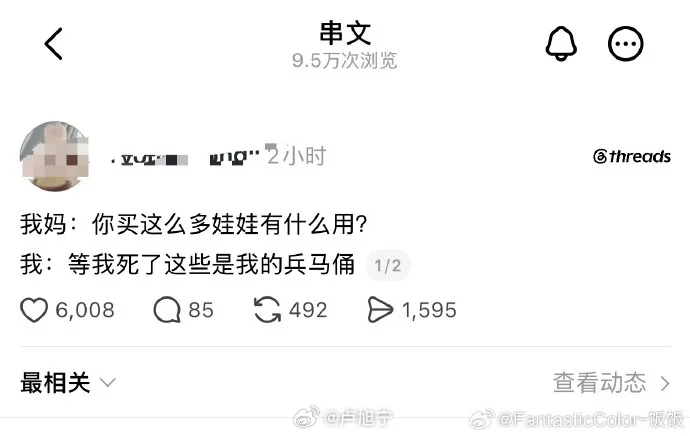 串文
9.5万次浏览
2小时
threads
我妈：你买这么多娃娃有什么用？
我：等我死了这些是我的兵马俑 1/2
6,008 85 492 1,595
最相关 查看动态
@卢旭宁 @FantasticColor-饭饭